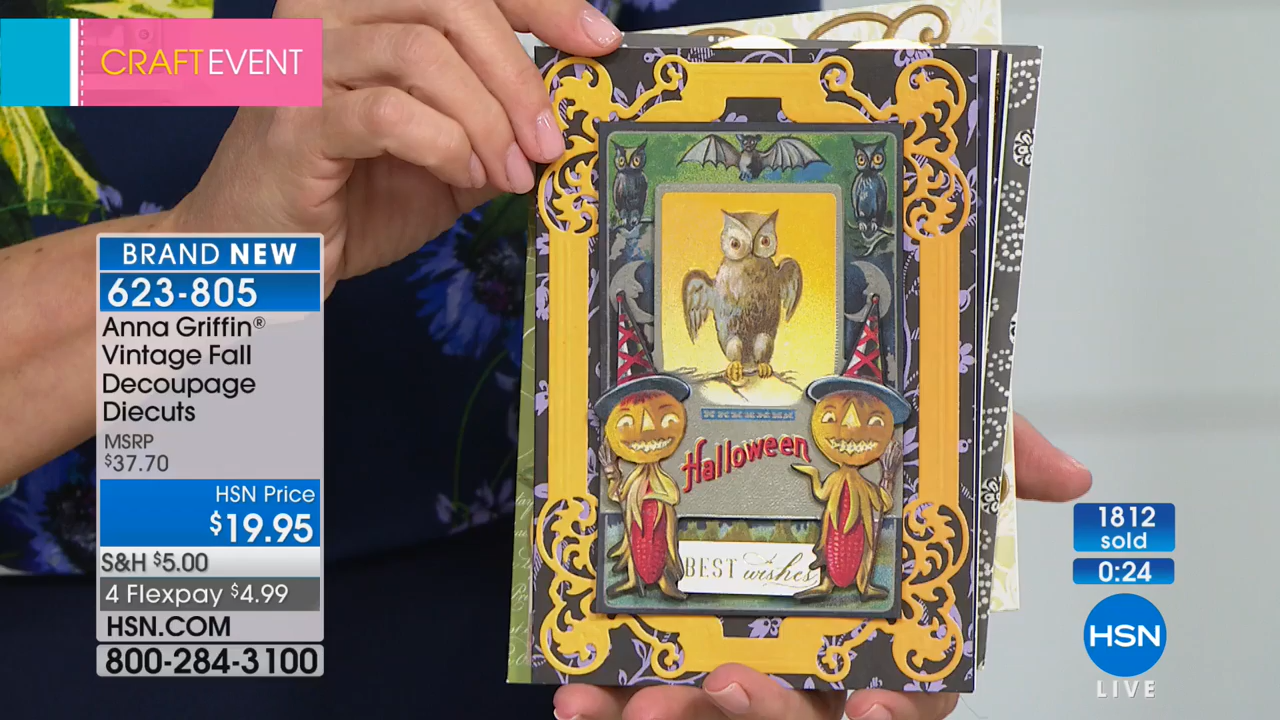 CRAFTEVENT
BRAND NEW
623-805
Anna Griffin®
Vintage Fall
Decoupage
Diecuts
MSRP
$37.70
HSN Price
$19.95
S&H $5.00
4 Flexpay $4.99
HSN.COM
800-284-3100
Halloween
BEST wishes
1812
sold
0:24
HSN
LIVE